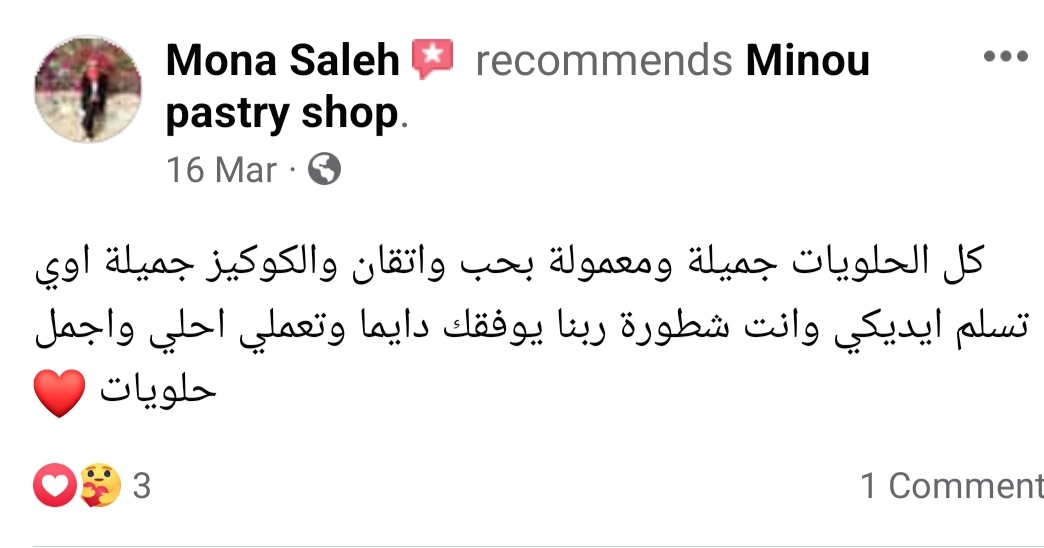 Mona Saleh recommends Minou
pastry shop.
16 Mar ·
كل الحلويات جميلة ومعمولة بحب واتقان والكوكيز جميلة اوي
تسلم ايديكي وانت شطورة ربنا يوفقك دايما وتعملي احلي واجمل
حلويات ❤️
3
1 Comment